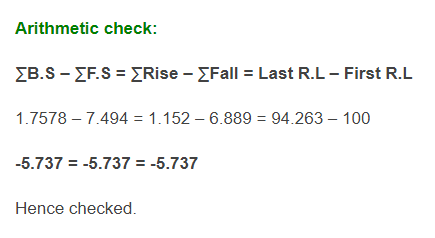 Arithmetic check:
∑B.S – ∑F.S = ∑Rise – ∑Fall = Last R.L – First R.L
1.7578 – 7.494 = 1.152 – 6.889 = 94.263 – 100
-5.737 = -5.737 = -5.737
Hence checked.